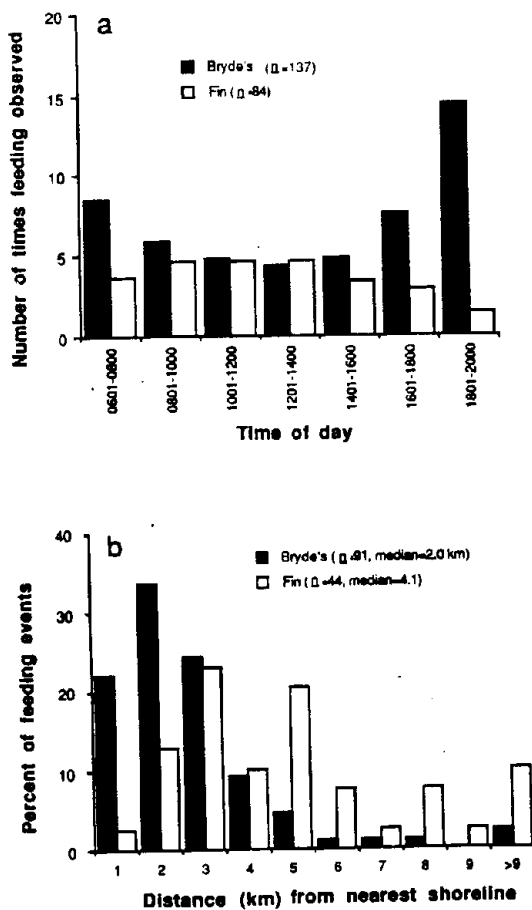 a
20
15
10
5
0
Number of times feeding observed
Bryde's (n=137)
Fin (n=84)
0601-0800
0801-1000
1001-1200
1201-1400
1401-1600
1601-1800
1801-2000
Time of day
b
40
30
20
10
0
Percent of feeding events
Bryde's (n=91, median=2.0 km)
Fin (n=44, median=4.1)
1 2 3 4 5 6 7 8 9 >9
Distance (km) from nearest shoreline